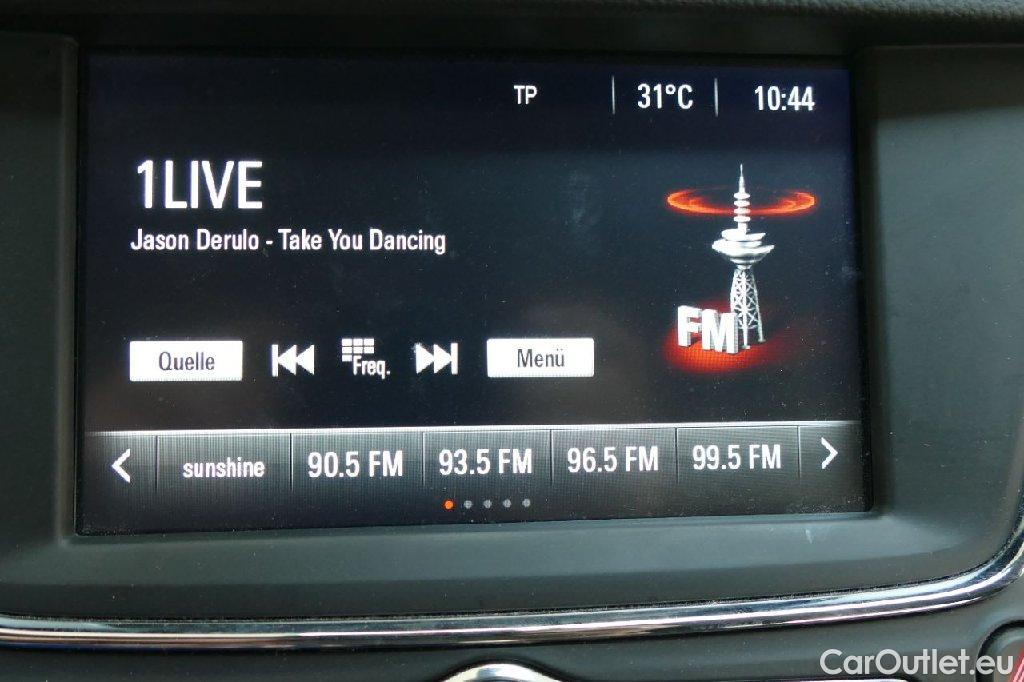 TP 31°C 10:44
1LIVE
Jason Derulo - Take You Dancing
FM
Quelle Freq. Menü
sunshine 90.5 FM 93.5 FM 96.5 FM 99.5 FM
CarOutlet.eu